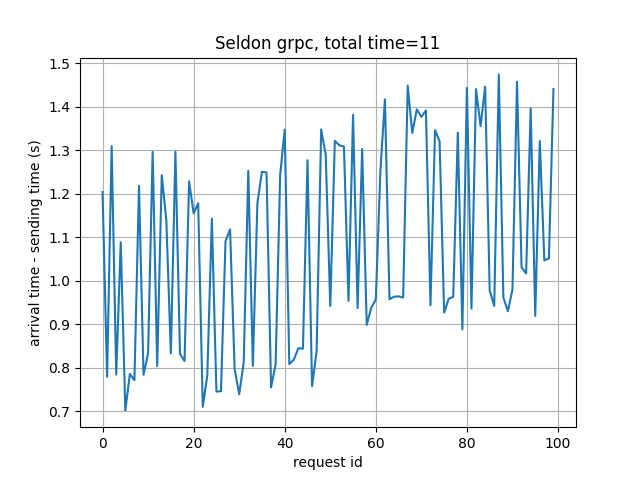 Seldon grpc, total time=11
arrival time - sending time (s)
1.5
1.4
1.3
1.2
1.1
1.0
0.9
0.8
0.7
0 20 40 60 80 100
request id